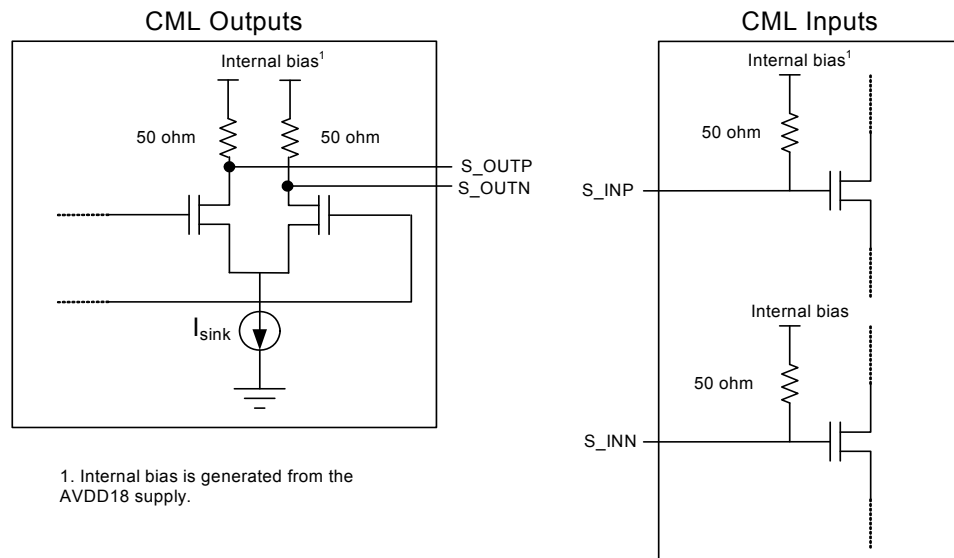 CML Outputs
Internal bias¹
50 ohm
50 ohm
S_OUTP
S_OUTN
Isink
1. Internal bias is generated from the
AVDD18 supply.
CML Inputs
Internal bias¹
50 ohm
S_INP
Internal bias
50 ohm
S_INN